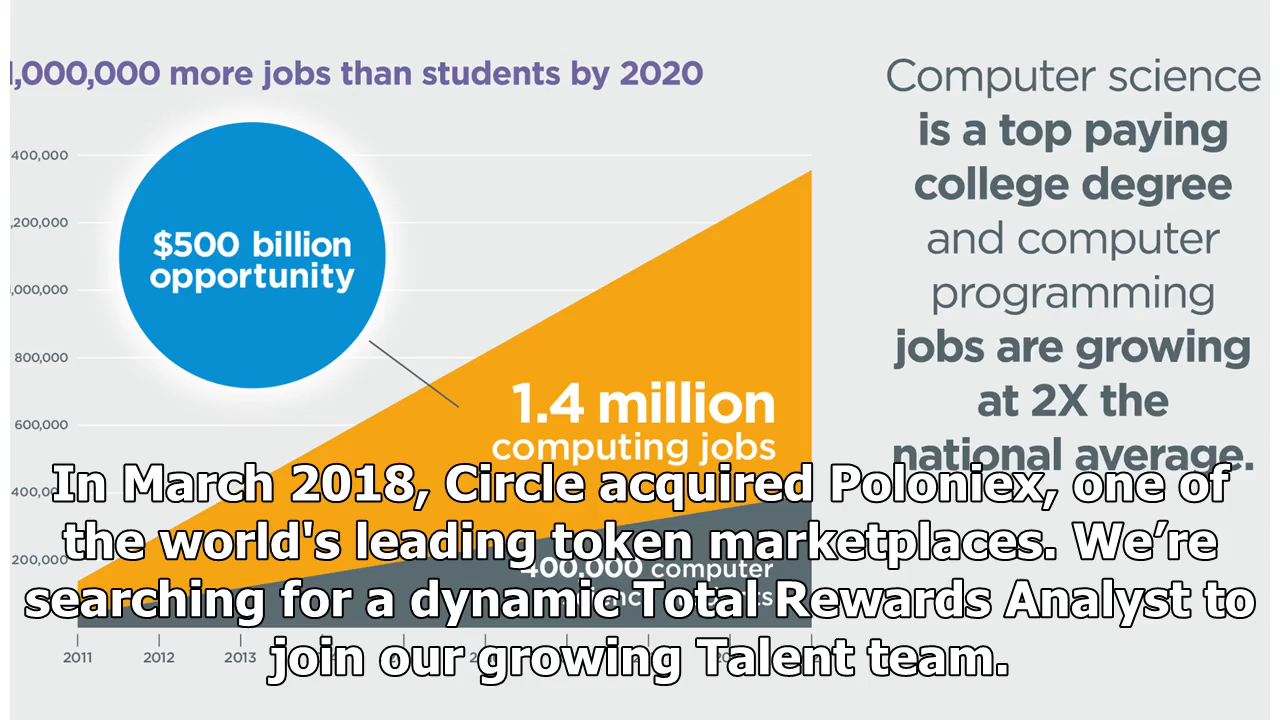 1,000,000 more jobs than students by 2020
Computer science
is a top paying
college degree
and computer
programming
jobs are growing
at 2X the
national average.
400,000
,200,000
,000,000
800,000
600,000
400,000
200,000
$500 billion
opportunity
1.4 million
computing jobs
400,000 computer
2011 2012 2013
In March 2018, Circle acquired Poloniex, one of
the world's leading token marketplaces. We’re
searching for a dynamic Total Rewards Analyst to
join our growing Talent team.